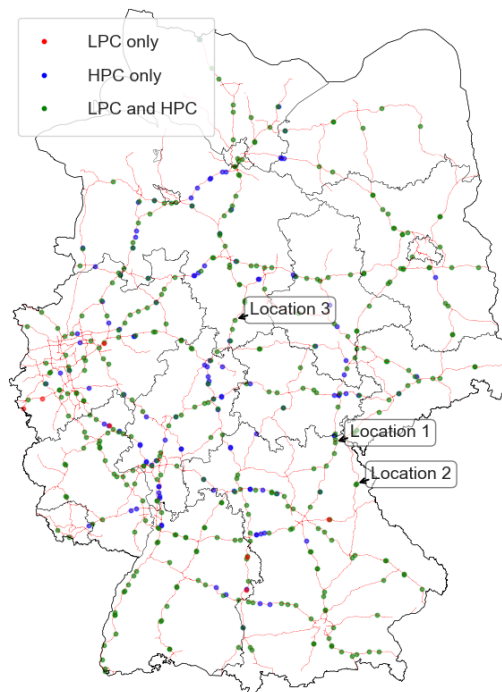 LPC only
HPC only
LPC and HPC
Location 3
Location 1
Location 2